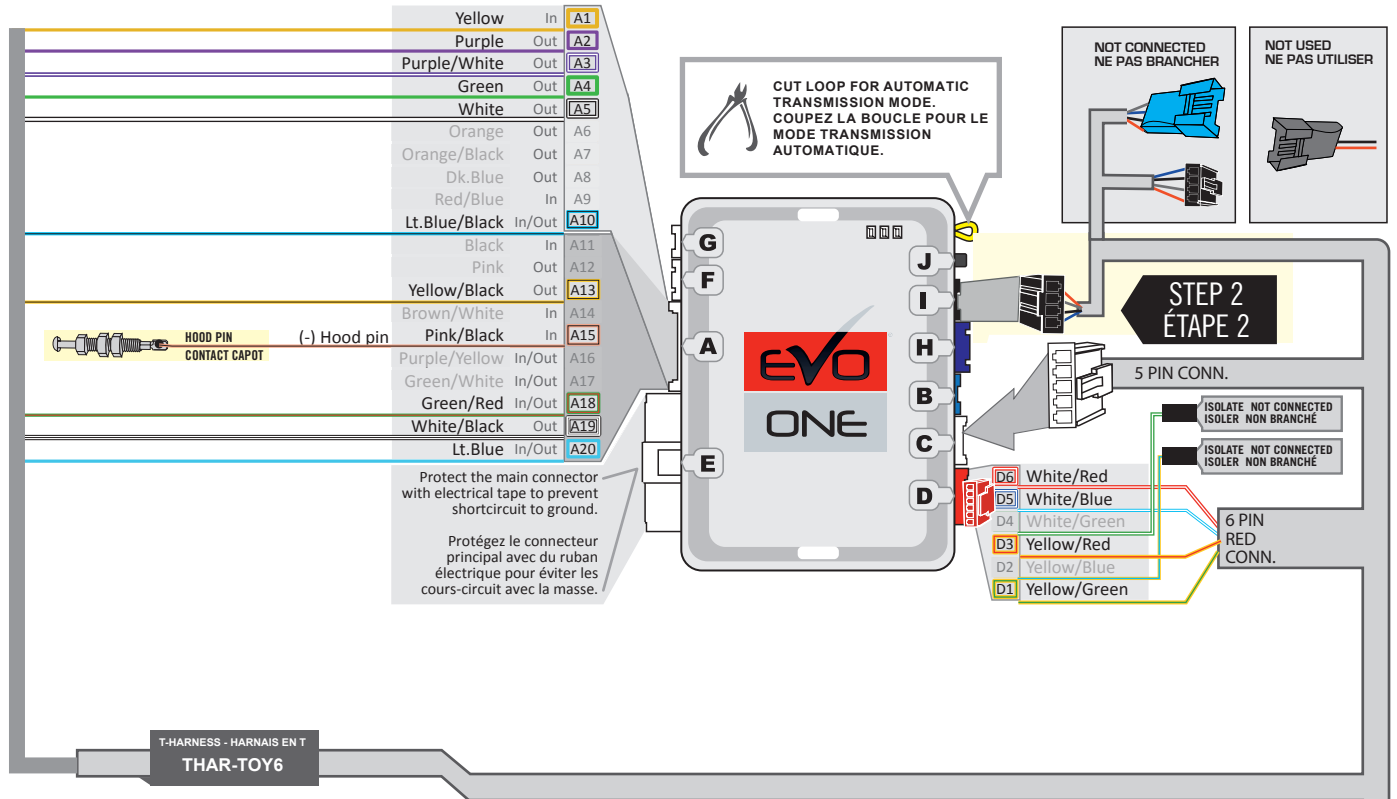 Yellow In A1
Purple Out A2
Purple/White Out A3
Green Out A4
White Out A5
Orange Out A6
Orange/Black Out A7
Dk.Blue Out A8
Red/Blue In A9
Lt.Blue/Black In/Out A10
Black In A11
Pink Out A12
Yellow/Black Out A13
Brown/White In A14
HOOD PIN
CONTACT CAPOT
(-) Hood pin Pink/Black In A15
Purple/Yellow In/Out A16
Green/White In/Out A17
Green/Red In/Out A18
White/Black Out A19
Lt.Blue In/Out A20
Protect the main connector
with electrical tape to prevent
shortcircuit to ground.
Protégez le connecteur
principal avec du ruban
électrique pour éviter les
cours-circuit avec la masse.
CUT LOOP FOR AUTOMATIC
TRANSMISSION MODE.
COUPEZ LA BOUCLE POUR LE
MODE TRANSMISSION
AUTOMATIQUE.
NOT CONNECTED
NE PAS BRANCHER
NOT USED
NE PAS UTILISER
G
F
A
E
J
I
H
B
C
D
EVO
ONE
STEP 2
ÉTAPE 2
5 PIN CONN.
ISOLATE NOT CONNECTED
ISOLER NON BRANCHÉ
ISOLATE NOT CONNECTED
ISOLER NON BRANCHÉ
D6 White/Red
D5 White/Blue
D4 White/Green
D3 Yellow/Red
D2 Yellow/Blue
D1 Yellow/Green
6 PIN
RED
CONN.
T-HARNESS - HARNAIS EN T
THAR-TOY6